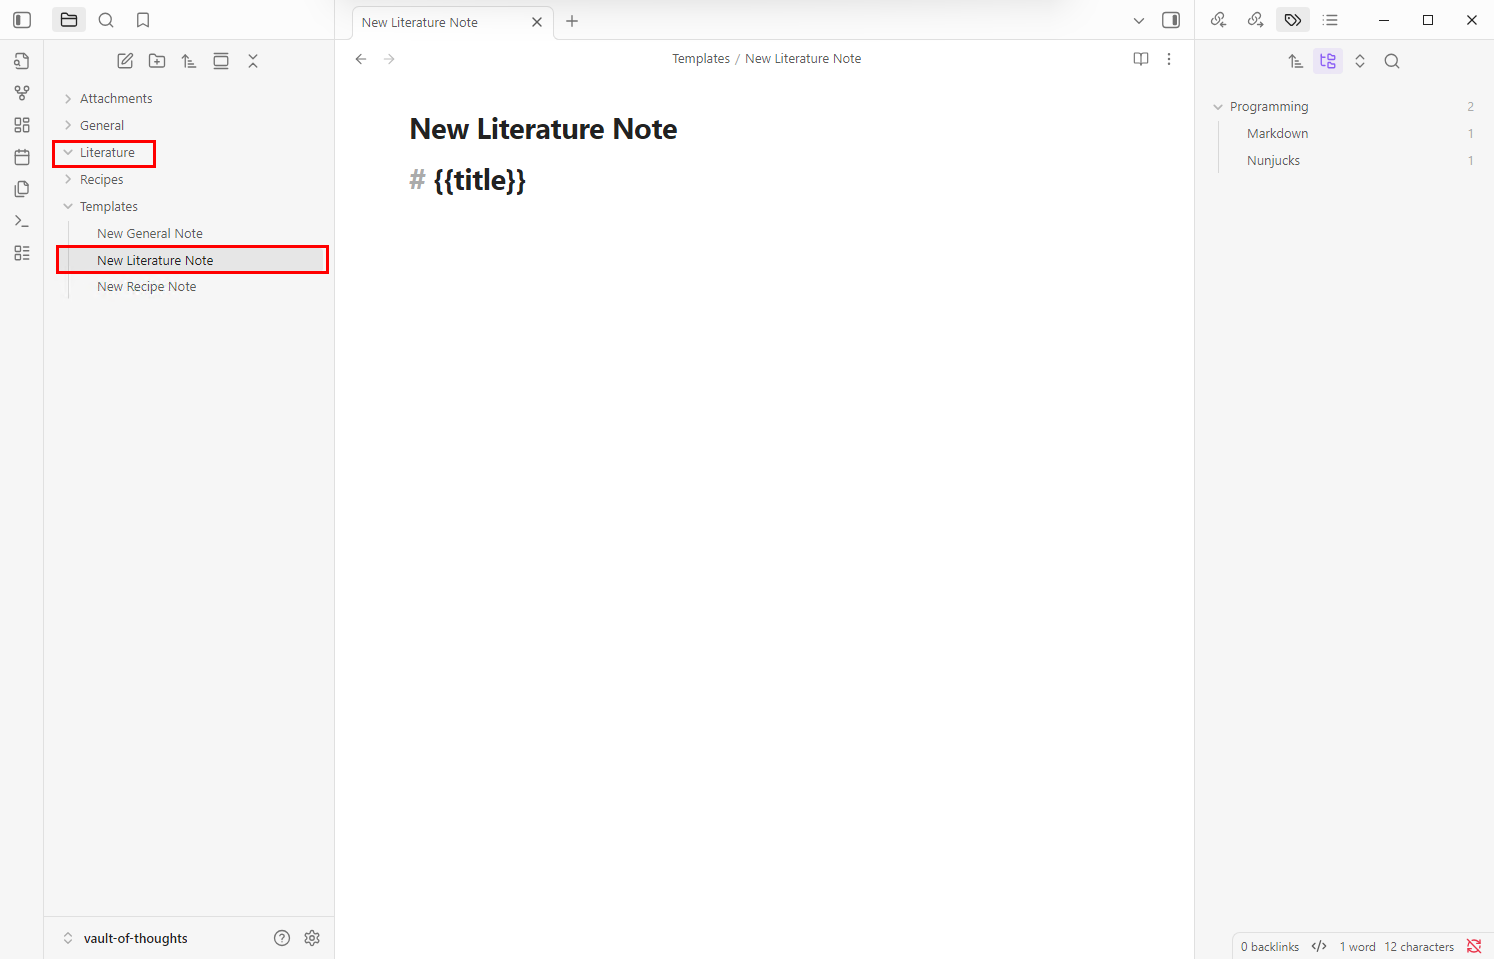 New Literature Note
Templates / New Literature Note
Attachments
General
Literature
Recipes
Templates
New General Note
New Literature Note
New Recipe Note
vault-of-thoughts
New Literature Note
# {{title}}
Programming 2
Markdown 1
Nunjucks 1
0 backlinks </> 1 word 12 characters